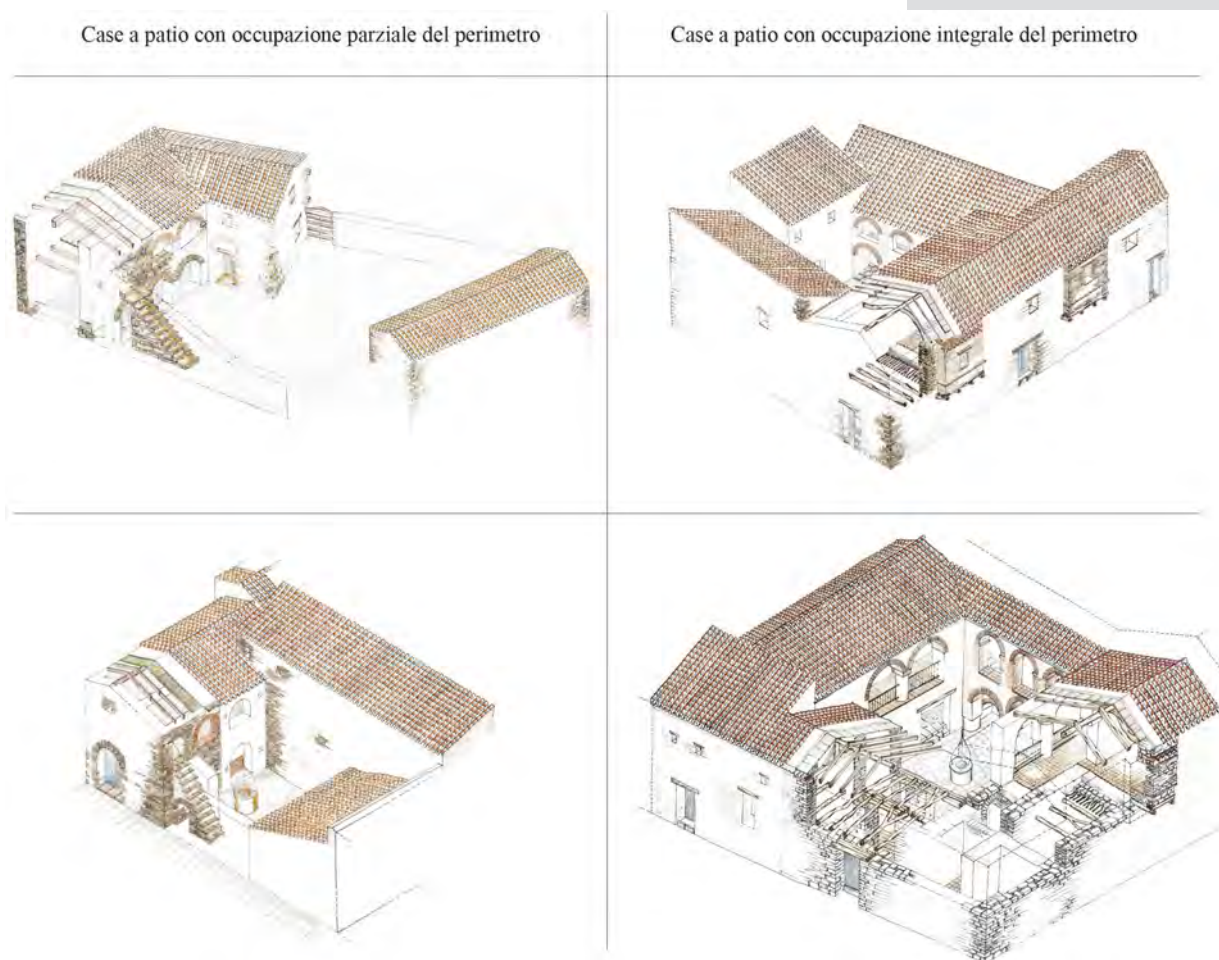 Case a patio con occupazione parziale del perimetro
Case a patio con occupazione integrale del perimetro